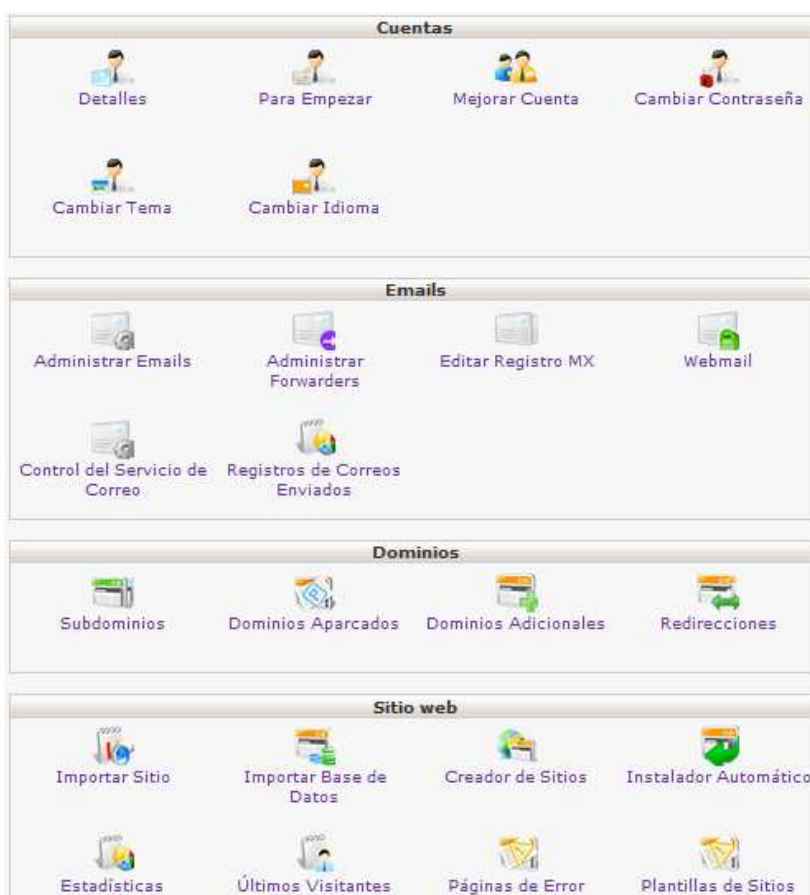 Cuentas
Detalles
Para Empezar
Mejorar Cuenta
Cambiar Contraseña
Cambiar Tema
Cambiar Idioma
Emails
Administrar Emails
Administrar
Forwarders
Editar Registro MX
Webmail
Control del Servicio de
Correo
Registros de Correos
Enviados
Dominios
Subdominios
Dominios Aparcados
Dominios Adicionales
Redirecciones
Sitio web
Importar Sitio
Importar Base de
Datos
Creador de Sitios
Instalador Automático
Estadísticas
Últimos Visitantes
Páginas de Error
Plantillas de Sitios